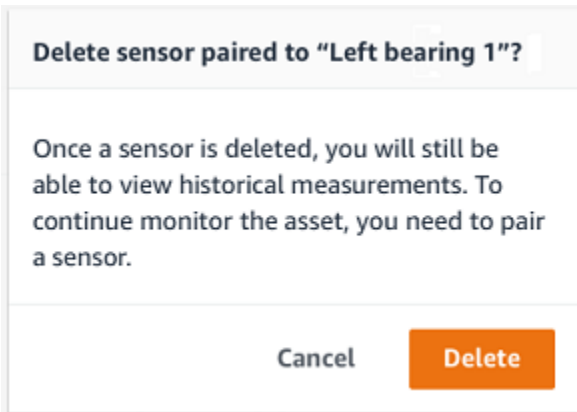 Delete sensor paired to “Left bearing 1”?
Once a sensor is deleted, you will still be
able to view historical measurements. To
continue monitor the asset, you need to pair
a sensor.
Cancel
Delete